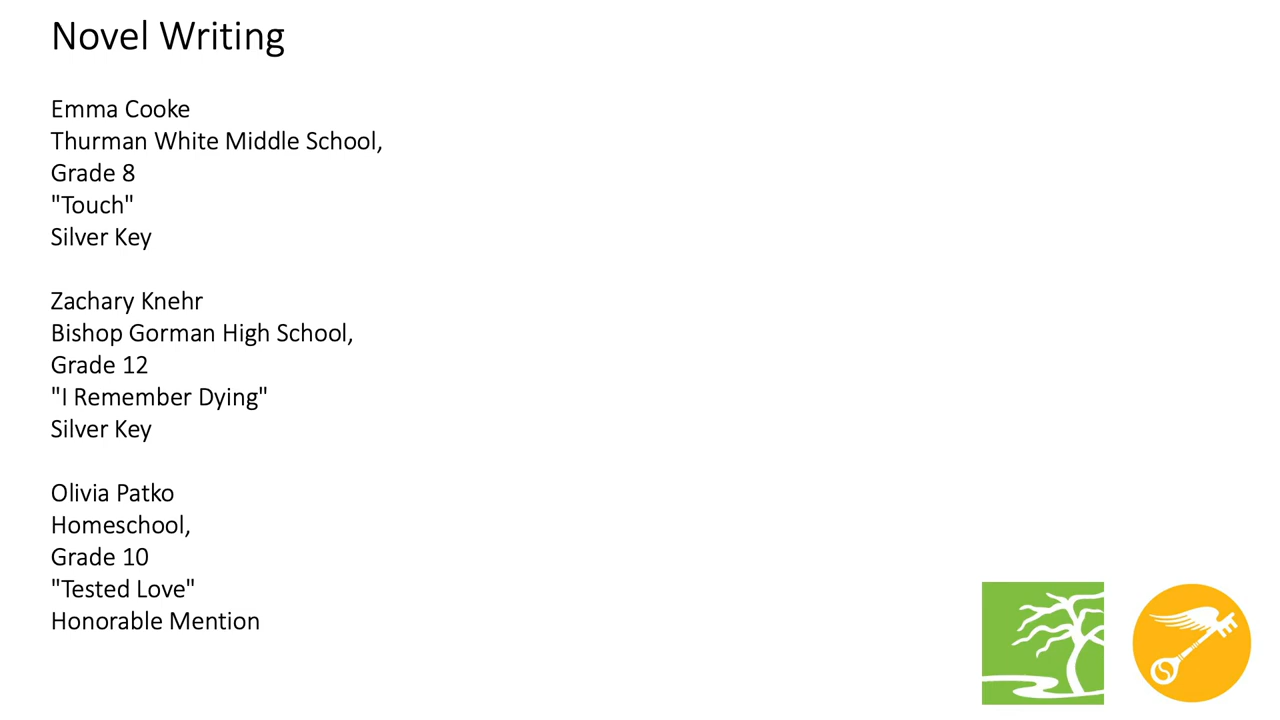 Novel Writing
Emma Cooke
Thurman White Middle School,
Grade 8
"Touch"
Silver Key
Zachary Knehr
Bishop Gorman High School,
Grade 12
"I Remember Dying"
Silver Key
Olivia Patko
Homeschool,
Grade 10
"Tested Love"
Honorable Mention